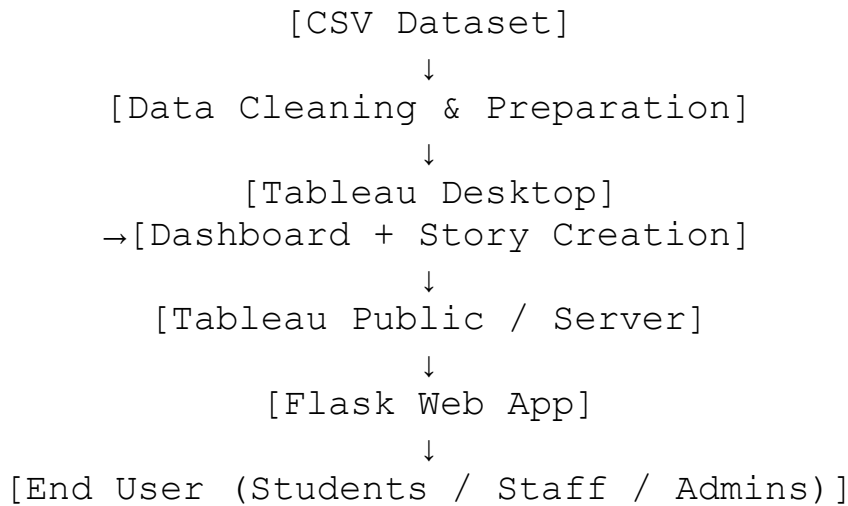 [CSV Dataset]
↓
[Data Cleaning & Preparation]
↓
[Tableau Desktop]
→[Dashboard + Story Creation]
↓
[Tableau Public / Server]
↓
[Flask Web App]
↓
[End User (Students / Staff / Admins)]